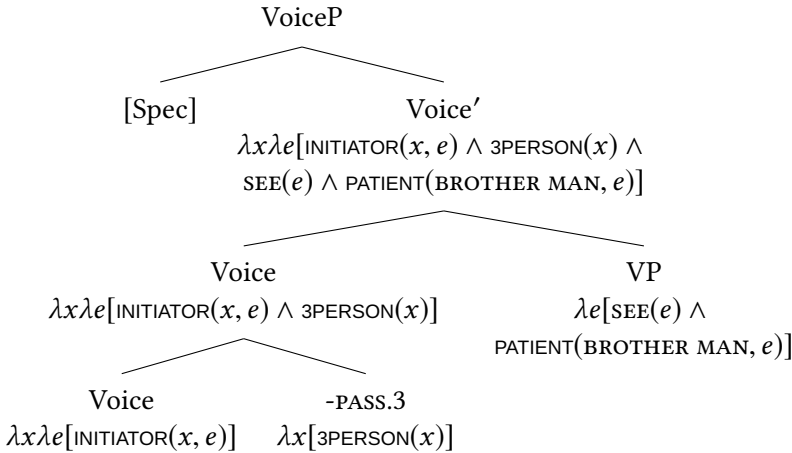 VoiceP
[Spec] Voice′
λxλe[INITIATOR(x, e) ∧ 3PERSON(x) ∧
SEE(e) ∧ PATIENT(BROTHER MAN, e)]
Voice VP
λxλe[INITIATOR(x, e) ∧ 3PERSON(x)] λe[SEE(e) ∧
PATIENT(BROTHER MAN, e)]
Voice -PASS.3
λxλe[INITIATOR(x, e)] λx[3PERSON(x)]